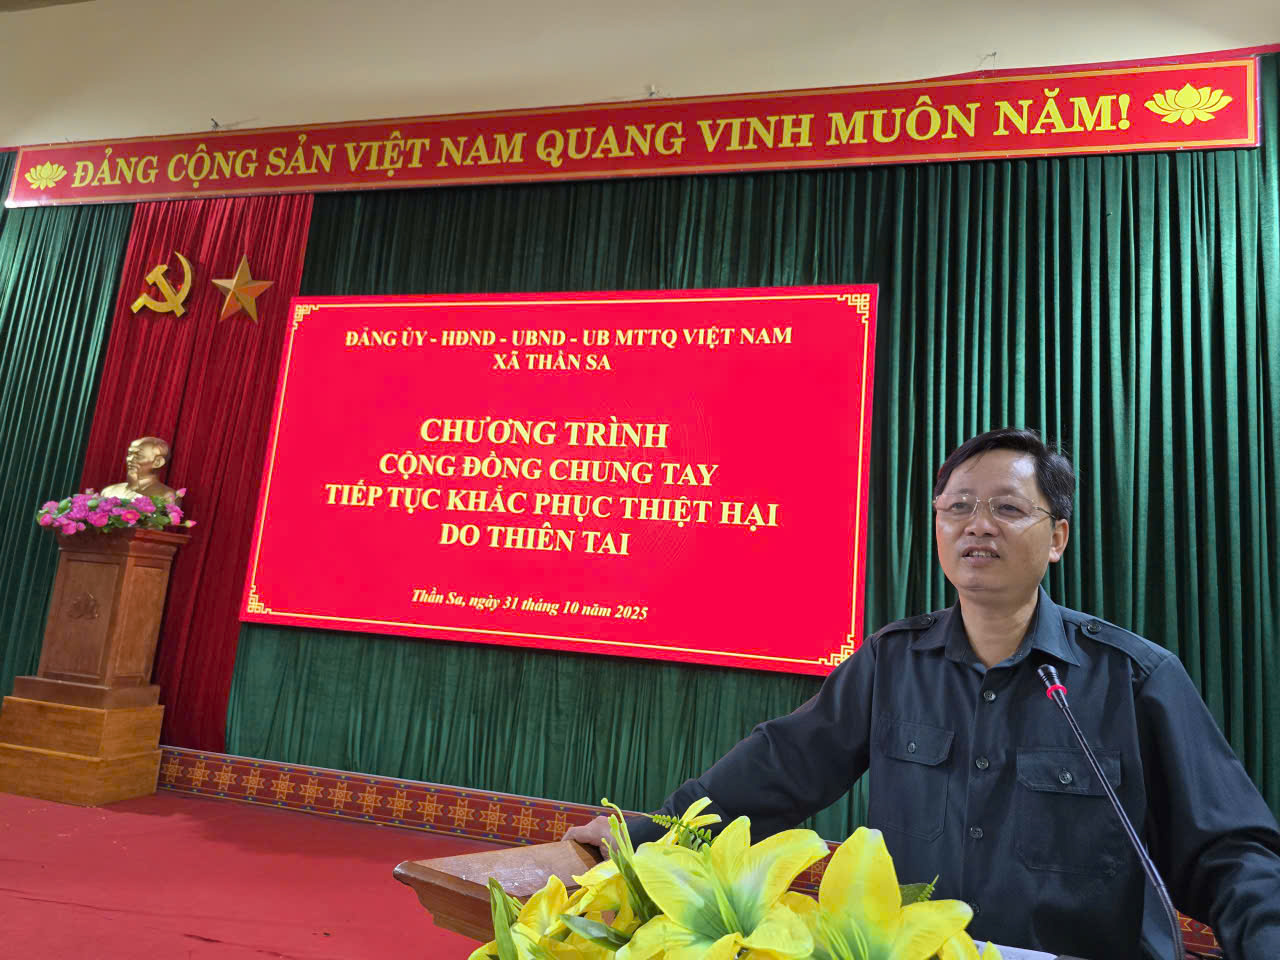 ĐẢNG CỘNG SẢN VIỆT NAM QUANG VINH MUÔN NĂM!
ĐẢNG ỦY - HĐND - UBND - UB MTTQ VIỆT NAM
XÃ THẦN SA
CHƯƠNG TRÌNH
CỘNG ĐỒNG CHUNG TAY
TIẾP TỤC KHẮC PHỤC THIỆT HẠI
DO THIÊN TAI
Thần Sa, ngày 31 tháng 10 năm 2025